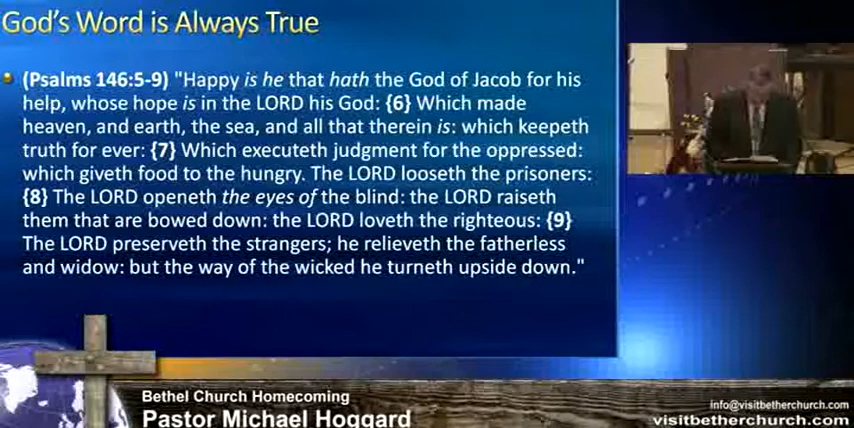 God's Word is Always True
(Psalms 146:5-9) "Happy is he that hath the God of Jacob for his
help, whose hope is in the LORD his God: {6} Which made
heaven, and earth, the sea, and all that therein is: which keepeth
truth for ever: {7} Which executeth judgment for the oppressed:
which giveth food to the hungry. The LORD looseth the prisoners:
{8} The LORD openeth the eyes of the blind: the LORD raiseth
them that are bowed down: the LORD loveth the righteous: {9}
The LORD preserveth the strangers; he relieveth the fatherless
and widow: but the way of the wicked he turneth upside down."
Bethel Church Homecoming
Pastor Michael Hoggard
info@visitbetherchurch.com
visitbetherchurch.com